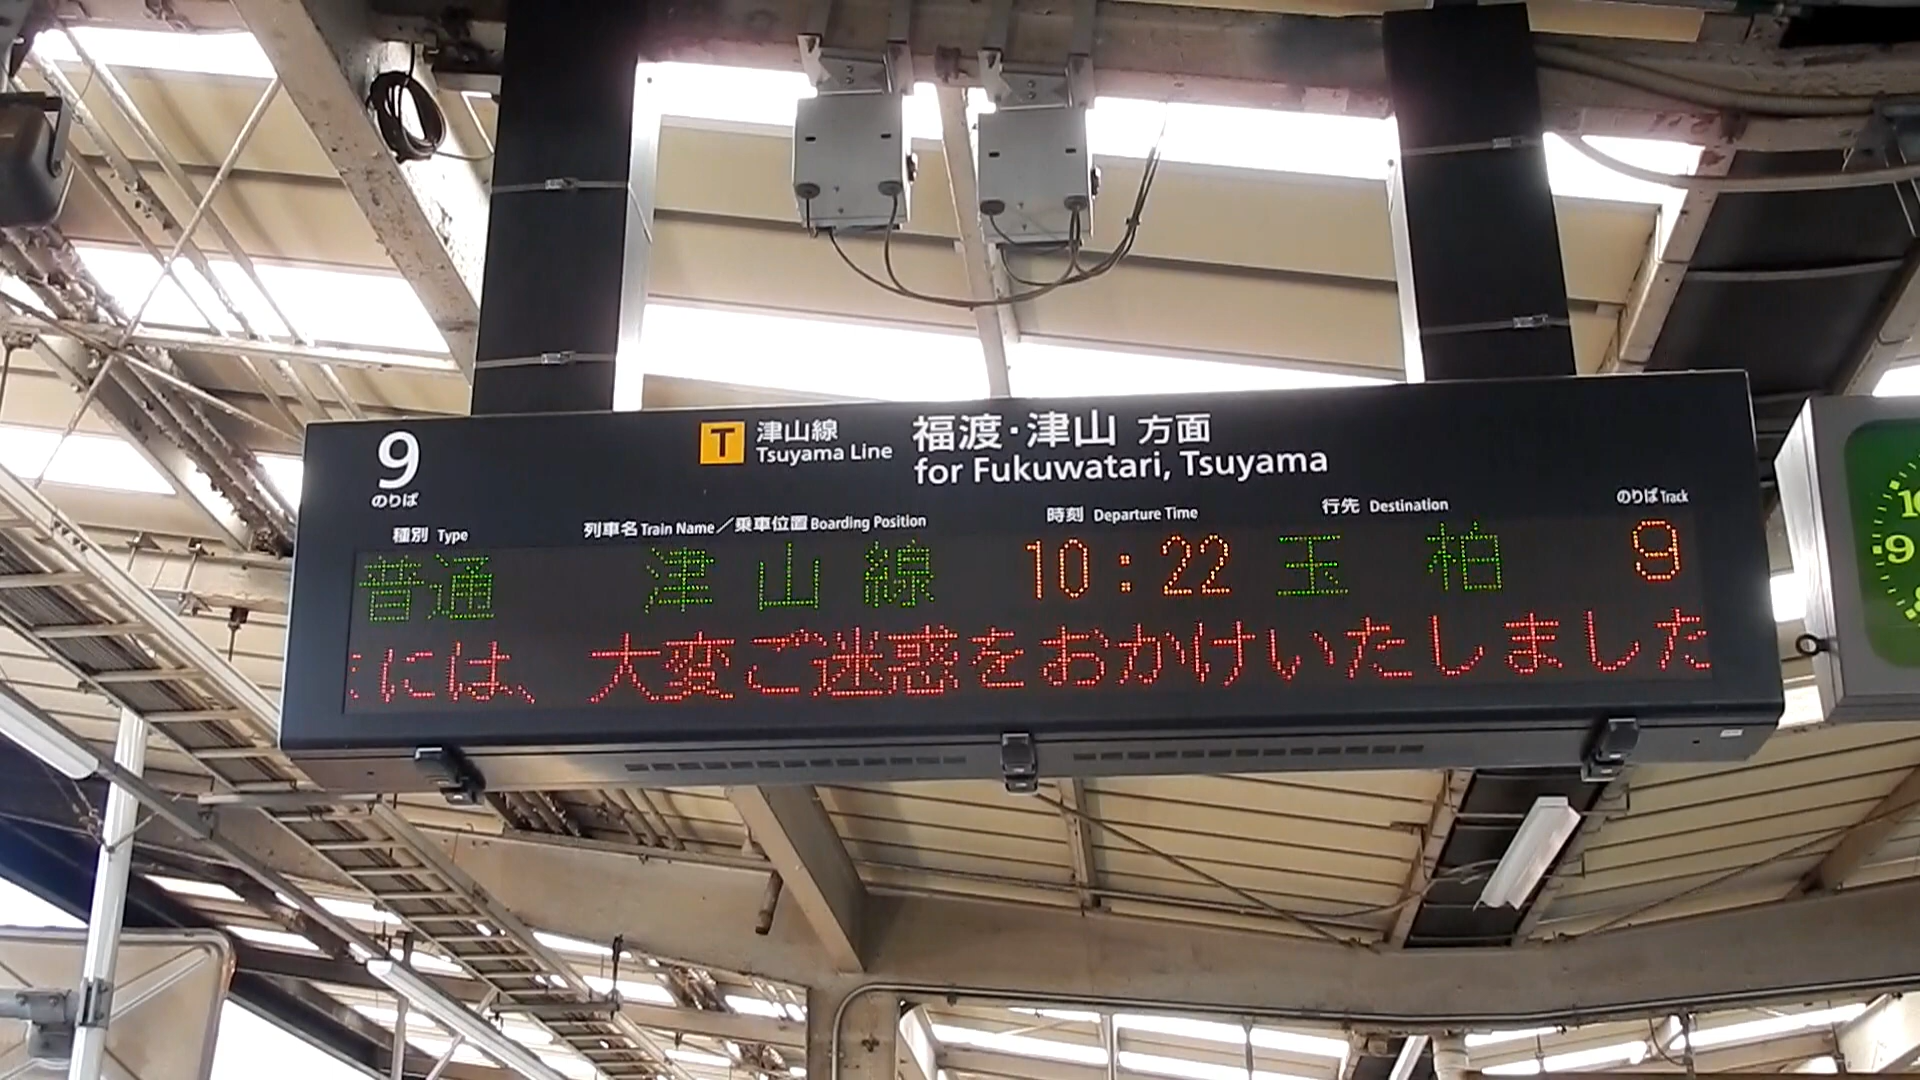 9
のりば
T 津山線 福渡・津山 方面
Tsuyama Line for Fukuwatari, Tsuyama
種別 Type 列車名 Train Name／乗車位置 Boarding Position 時刻 Departure Time 行先 Destination のりば Track
普通 津山線 10:22 玉柏 9
には、大変ご迷惑をおかけいたしました
10
9
8